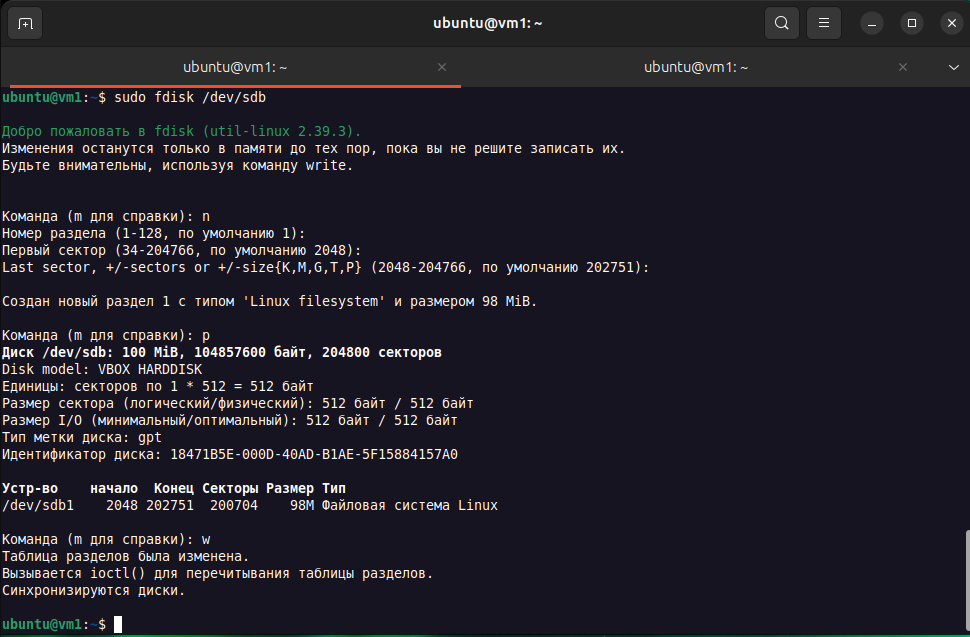 ubuntu@vm1: ~
ubuntu@vm1: ~
ubuntu@vm1: ~
ubuntu@vm1:~$ sudo fdisk /dev/sdb
Добро пожаловать в fdisk (util-linux 2.39.3).
Изменения останутся только в памяти до тех пор, пока вы не решите записать их.
Будьте внимательны, используя команду write.
Команда (m для справки): n
Номер раздела (1-128, по умолчанию 1):
Первый сектор (34-204766, по умолчанию 2048):
Last sector, +/-sectors or +/-size{K,M,G,T,P} (2048-204766, по умолчанию 202751):
Создан новый раздел 1 с типом 'Linux filesystem' и размером 98 MiB.
Команда (m для справки): p
Диск /dev/sdb: 100 MiB, 104857600 байт, 204800 секторов
Disk model: VBOX HARDDISK
Единицы: секторов по 1 * 512 = 512 байт
Размер сектора (логический/физический): 512 байт / 512 байт
Размер I/O (минимальный/оптимальный): 512 байт / 512 байт
Тип метки диска: gpt
Идентификатор диска: 18471B5E-000D-40AD-B1AE-5F15884157A0
Устр-во    начало  Конец Секторы Размер Тип
/dev/sdb1    2048 202751  200704    98M Файловая система Linux
Команда (m для справки): w
Таблица разделов была изменена.
Вызывается ioctl() для перечитывания таблицы разделов.
Синхронизируются диски.
ubuntu@vm1:~$